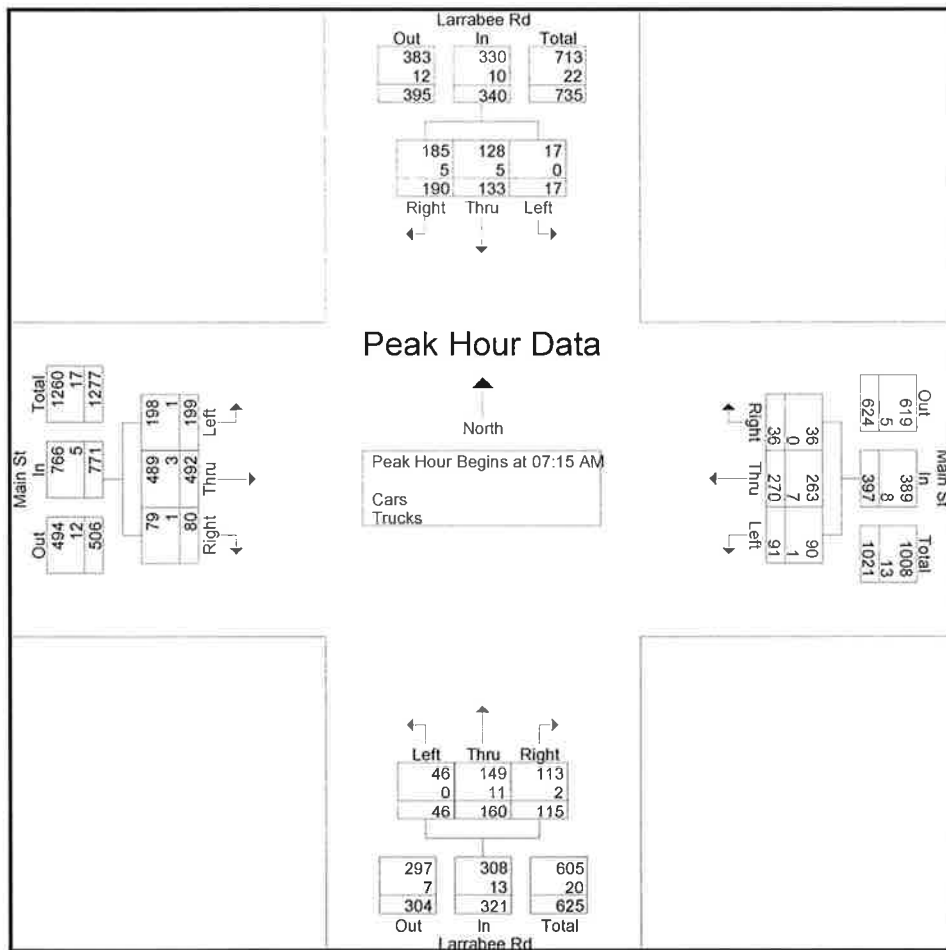 Larrabee Rd
Out In Total
383 330 713
12 10 22
395 340 735
185 128 17
5 5 0
190 133 17
Right Thru Left
Peak Hour Data
North
Peak Hour Begins at 07:15 AM
Cars
Trucks
Main St
Out In Total
494 766 1260
12 5 17
506 771 1277
Right Thru Left
79 489 198
1 3 1
80 492 199
Main St
Out In Total
619 389 1008
5 8 13
624 397 1021
36 263 90
0 7 1
36 270 91
Right Thru Left
Left Thru Right
46 149 113
0 11 2
46 160 115
297 308 605
7 13 20
304 321 625
Out In Total
Larrabee Rd